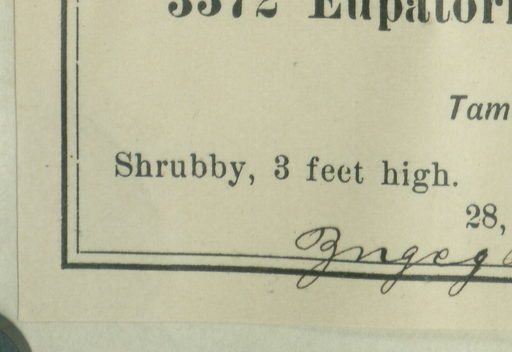 3372 Eupatori
Tam
Shrubby, 3 feet high.
28,